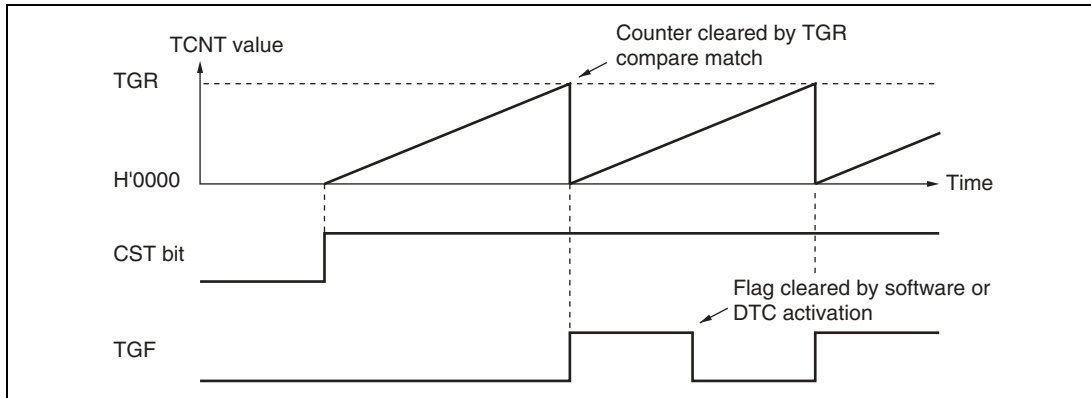 Counter cleared by TGR
compare match
TCNT value
TGR
H'0000
Time
CST bit
Flag cleared by software or
DTC activation
TGF